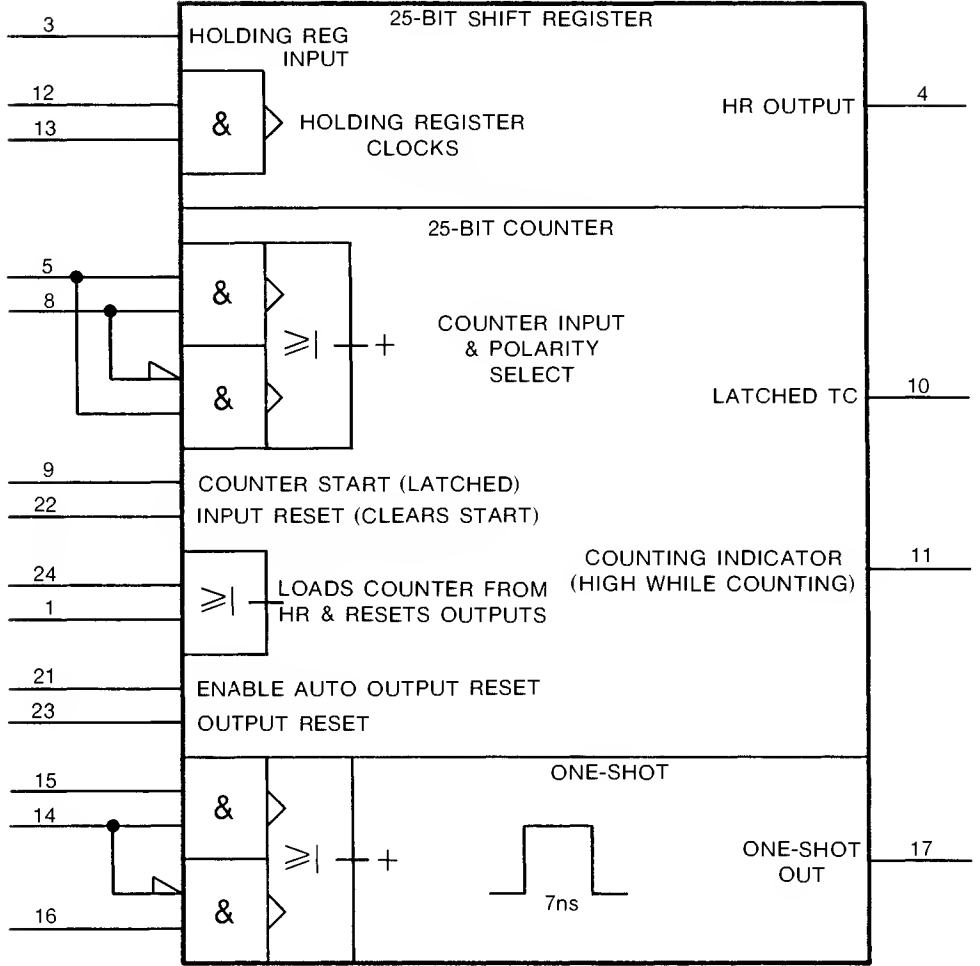 25-BIT SHIFT REGISTER
3
HOLDING REG
INPUT
12
13
&
HOLDING REGISTER
CLOCKS
HR OUTPUT
4
25-BIT COUNTER
5
8
&
&
≥|
+
COUNTER INPUT
& POLARITY
SELECT
LATCHED TC
10
9
COUNTER START (LATCHED)
22
INPUT RESET (CLEARS START)
COUNTING INDICATOR
(HIGH WHILE COUNTING)
11
24
1
≥|
LOADS COUNTER FROM
HR & RESETS OUTPUTS
21
ENABLE AUTO OUTPUT RESET
23
OUTPUT RESET
ONE-SHOT
15
14
16
&
&
≥|
+
7ns
ONE-SHOT
OUT
17